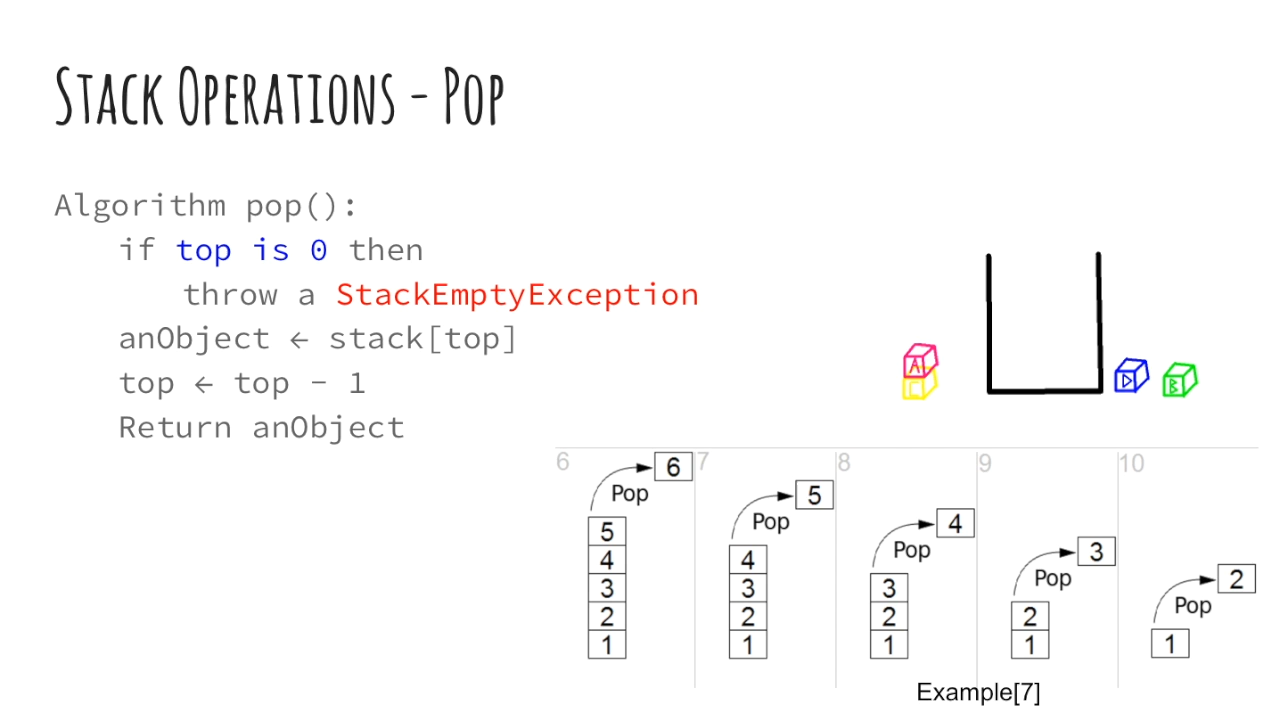 Stack Operations - Pop
Algorithm pop():
if top is 0 then
throw a StackEmptyException
anObject ← stack[top]
top ← top - 1
Return anObject
A
C
D
B
6
7
8
9
10
6
Pop
5
4
3
2
1
5
Pop
4
3
2
1
4
Pop
3
2
1
3
Pop
2
1
2
Pop
1
Example[7]